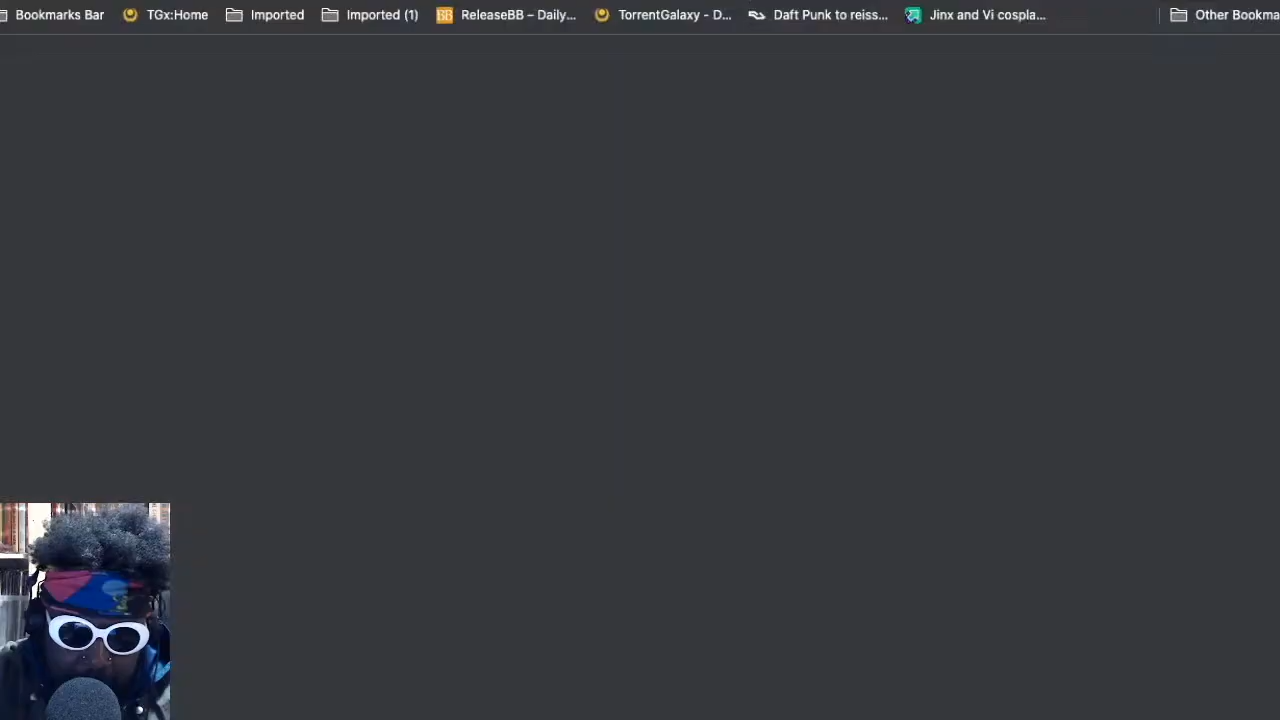 Bookmarks Bar TGx:Home Imported Imported (1) BB ReleaseBB – Daily... TorrentGalaxy - D... Daft Punk to reiss... Jinx and Vi cospla... Other Bookma